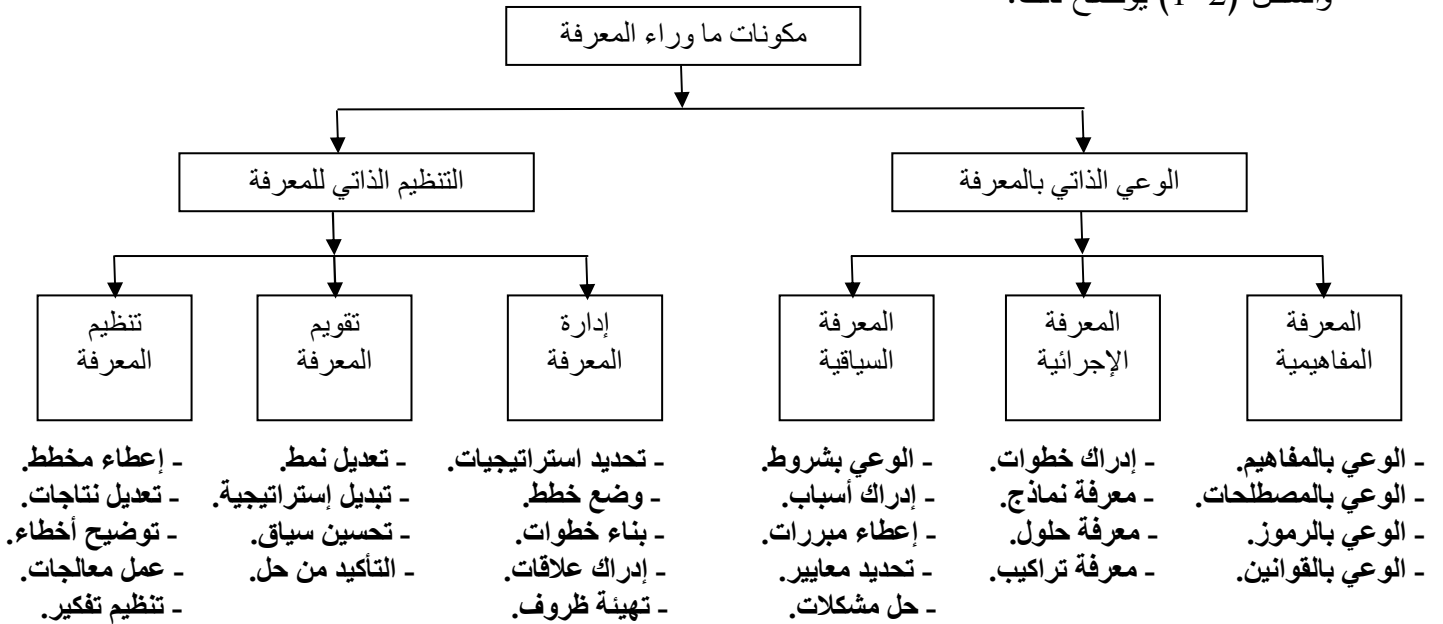 (2-1)
مكونات ما وراء المعرفة
الوعي الذاتي بالمعرفة
التنظيم الذاتي للمعرفة
المعرفة
المفاهيمية
المعرفة
الإجرائية
المعرفة
السياقية
إدارة
المعرفة
تقويم
المعرفة
تنظيم
المعرفة
- الوعي بالمفاهيم.
- الوعي بالمصطلحات.
- الوعي بالرموز.
- الوعي بالقوانين.
- إدراك خطوات.
- معرفة نماذج.
- معرفة حلول.
- معرفة تراكيب.
- الوعي بشروط.
- إدراك أسباب.
- إعطاء مبررات.
- تحديد معايير.
- حل مشكلات.
- تحديد استراتيجيات.
- وضع خطط.
- بناء خطوات.
- إدراك علاقات.
- تهيئة ظروف.
- تعديل نمط.
- تبديل إستراتيجية.
- تحسين سياق.
- التأكيد من حل.
- إعطاء مخطط.
- تعديل نتاجات.
- توضيح أخطاء.
- عمل معالجات.
- تنظيم تفكير.